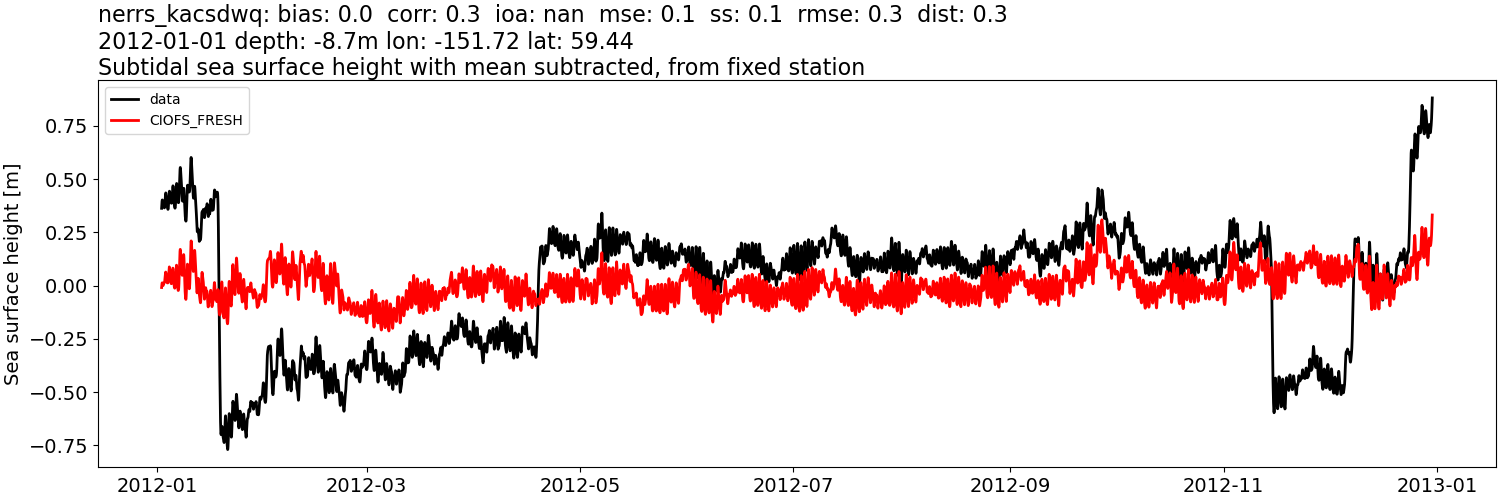 nerrs_kacsdwq: bias: 0.0  corr: 0.3  ioa: nan  mse: 0.1  ss: 0.1  rmse: 0.3  dist: 0.3
2012-01-01 depth: -8.7m lon: -151.72 lat: 59.44
Subtidal sea surface height with mean subtracted, from fixed station
data
CIOFS_FRESH
Sea surface height [m]
0.75
0.50
0.25
0.00
−0.25
−0.50
−0.75
2012-01
2012-03
2012-05
2012-07
2012-09
2012-11
2013-01